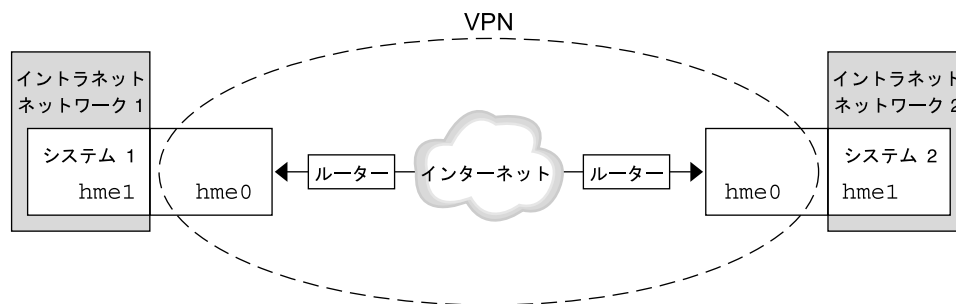 VPN
イントラネット
ネットワーク 1
イントラネット
ネットワーク 2
システム 1
hme1
hme0
ルーター
インターネット
ルーター
システム 2
hme0
hme1